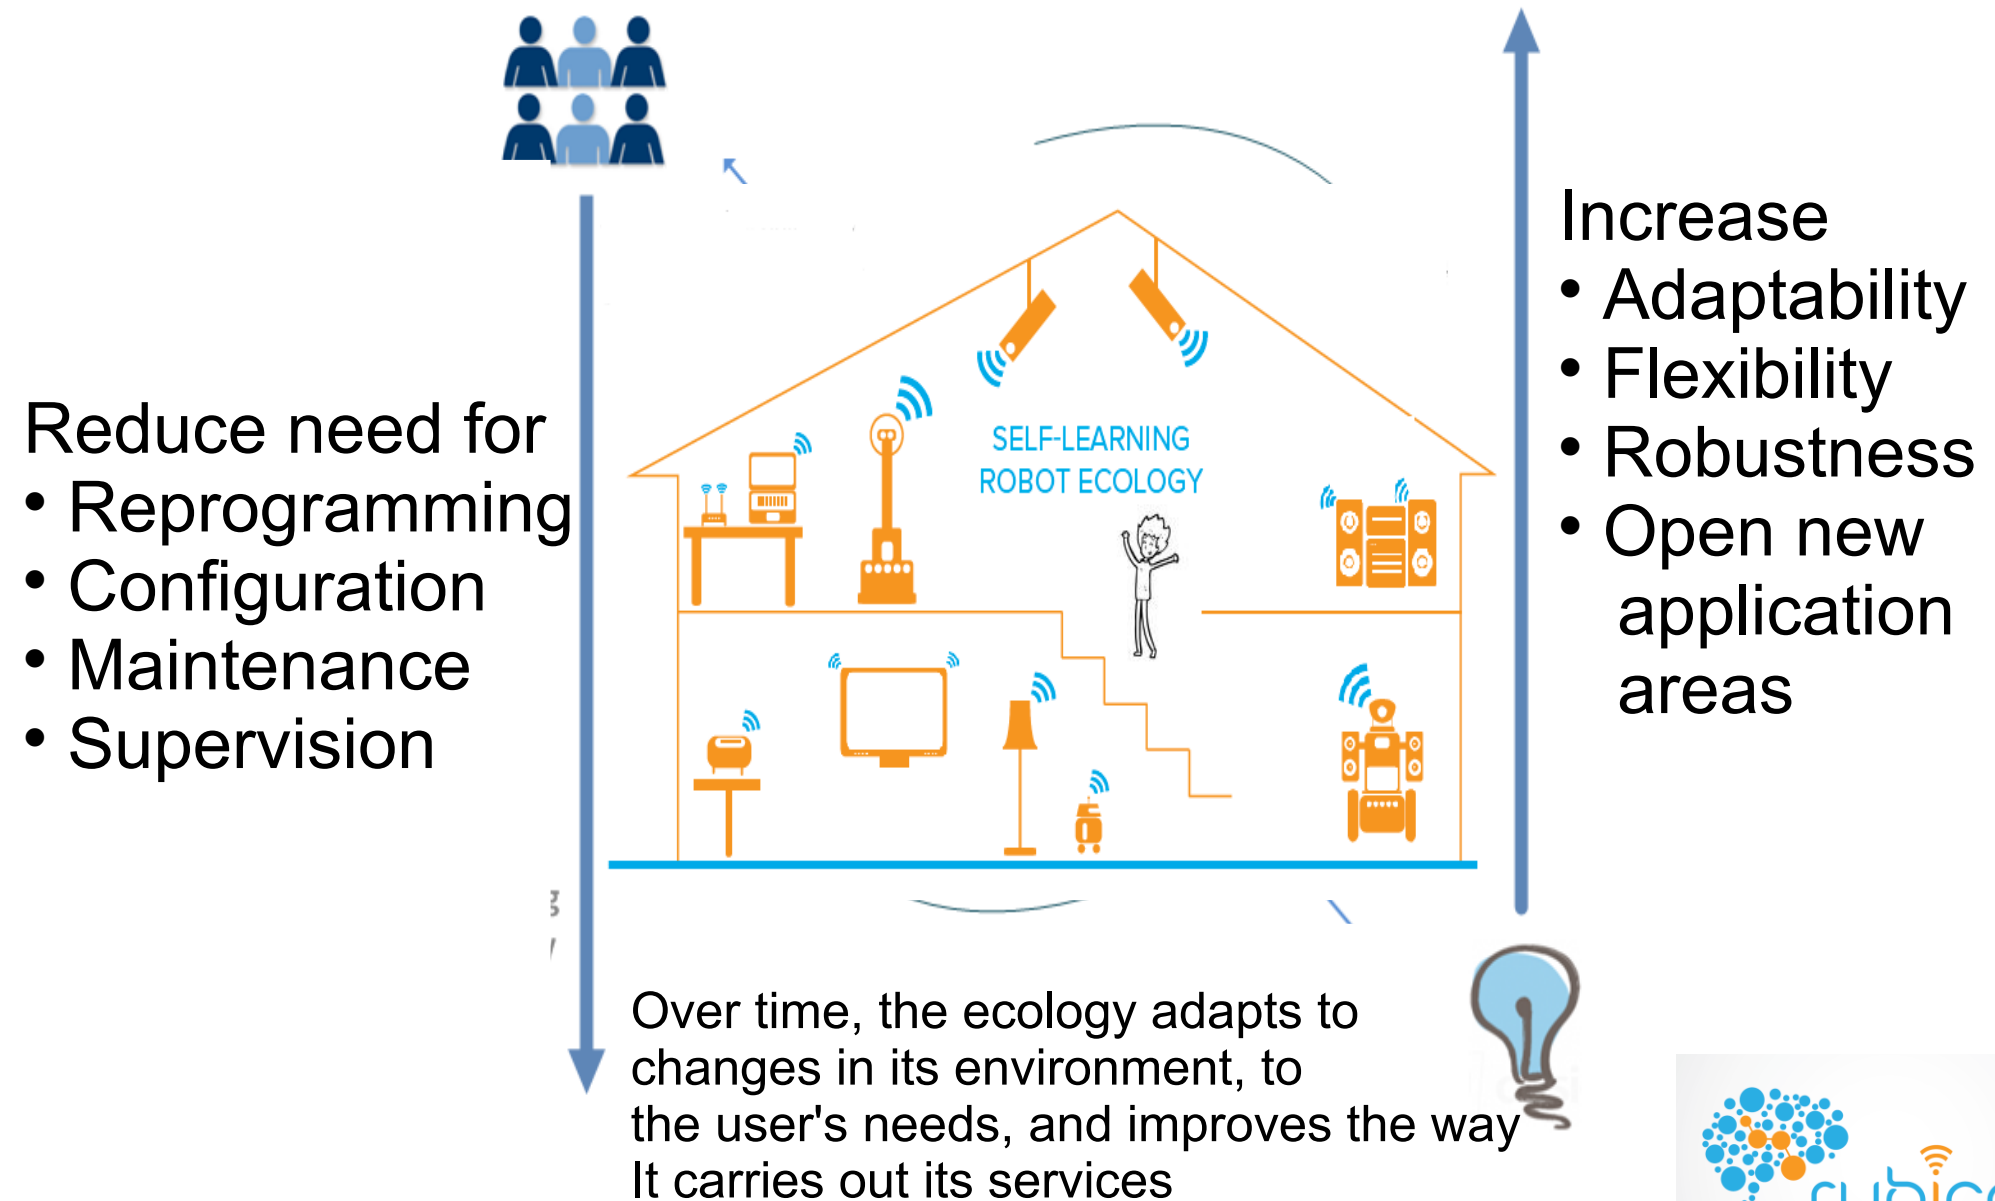 Reduce need for
• Reprogramming
• Configuration
• Maintenance
• Supervision
SELF-LEARNING
ROBOT ECOLOGY
Increase
• Adaptability
• Flexibility
• Robustness
• Open new
application
areas
Over time, the ecology adapts to
changes in its environment, to
the user's needs, and improves the way
It carries out its services